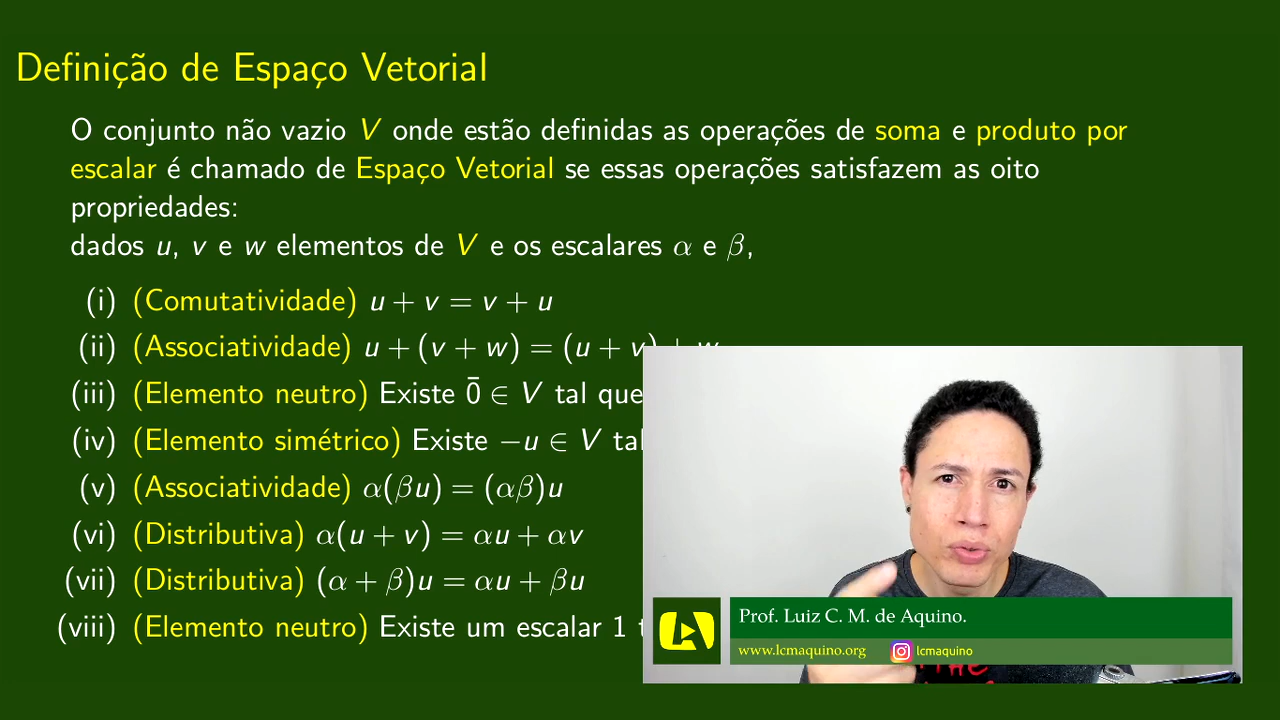 Definição de Espaço Vetorial
O conjunto não vazio V onde estão definidas as operações de soma e produto por
escalar é chamado de Espaço Vetorial se essas operações satisfazem as oito
propriedades:
dados u, v e w elementos de V e os escalares α e β,
(i) (Comutatividade) u + v = v + u
(ii) (Associatividade) u + (v + w) = (u + v) + w
(iii) (Elemento neutro) Existe 0̄ ∈ V tal que
(iv) (Elemento simétrico) Existe −u ∈ V tal
(v) (Associatividade) α(βu) = (αβ)u
(vi) (Distributiva) α(u + v) = αu + αv
(vii) (Distributiva) (α + β)u = αu + βu
(viii) (Elemento neutro) Existe um escalar 1
Prof. Luiz C. M. de Aquino.
www.lcmaquino.org lcmaquino
THE